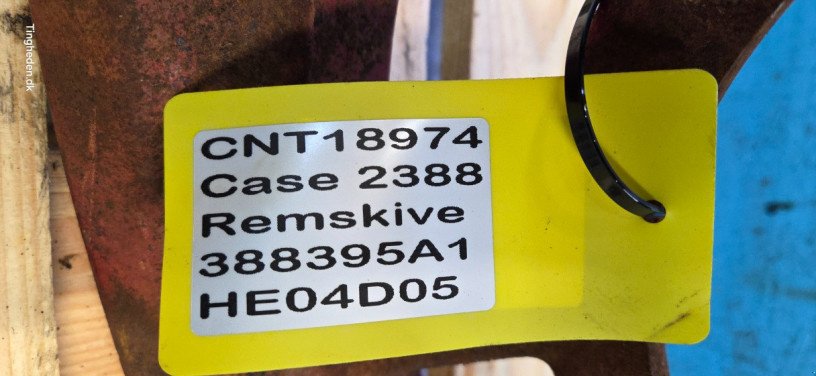 Tingheden.dk
CNT18974
Case 2388
Remskive
388395A1
HE04D05